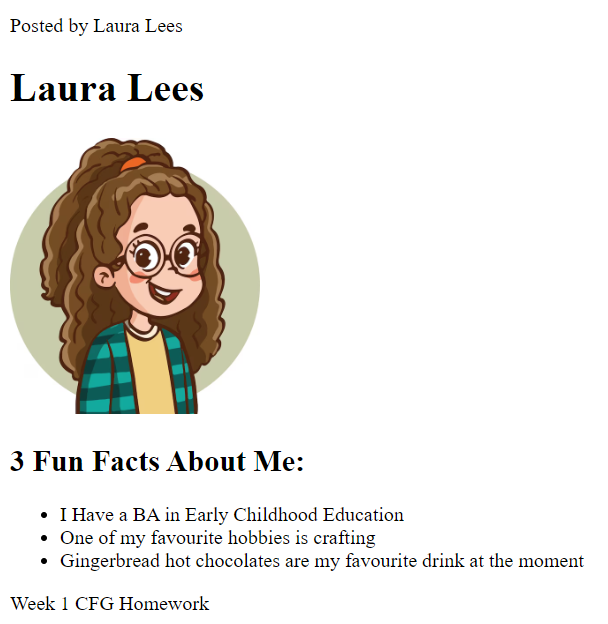 Posted by Laura Lees
Laura Lees
3 Fun Facts About Me:
• I Have a BA in Early Childhood Education
• One of my favourite hobbies is crafting
• Gingerbread hot chocolates are my favourite drink at the moment
Week 1 CFG Homework